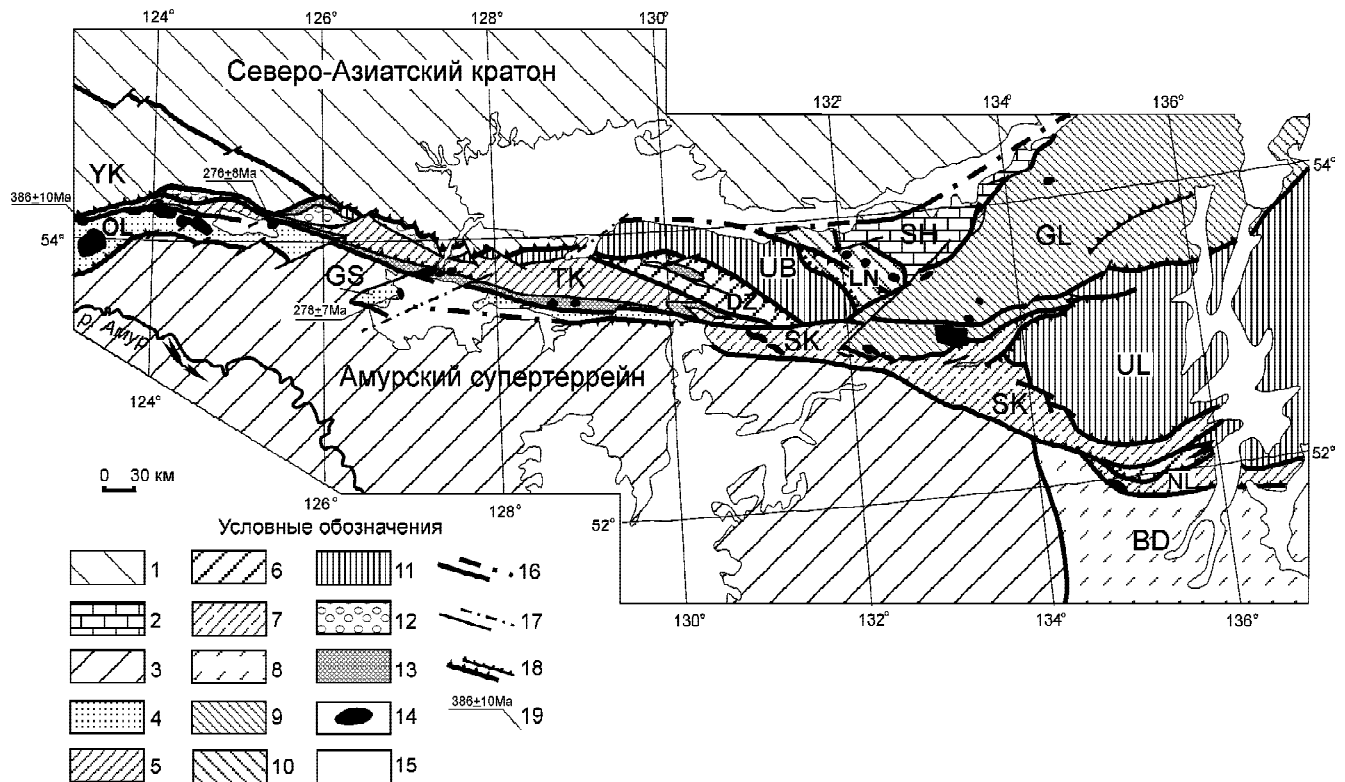 124° 126° 128° 130°
Северо-Азиатский кратон
132° 134° 136°
YK
276±8Ma
54°
386±10Ma
OL
54°
SH
GL
GS
TK
UB
LN
DZ
278±7Ma
SK
р. Амур
Амурский супертеррейн
UL
SK
124°
52°
0 30 км
NL
126° 128°
52°
BD
Условные обозначения
130° 132° 134° 136°
1 6 11 16
2 7 12 17
3 8 13 18
386±10Ma
4 9 14 19
5 10 15